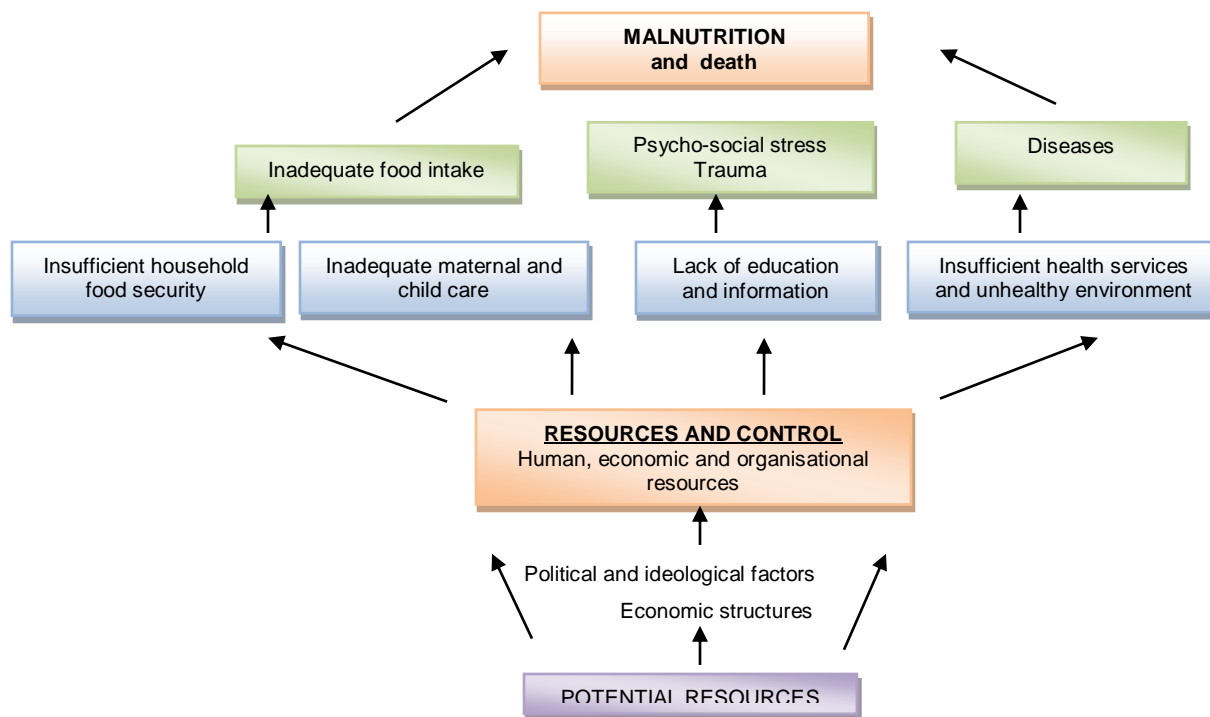 MALNUTRITION
and death
Inadequate food intake
Psycho-social stress
Trauma
Diseases
Insufficient household
food security
Inadequate maternal and
child care
Lack of education
and information
Insufficient health services
and unhealthy environment
RESOURCES AND CONTROL
Human, economic and organisational
resources
Political and ideological factors
Economic structures
POTENTIAL RESOURCES